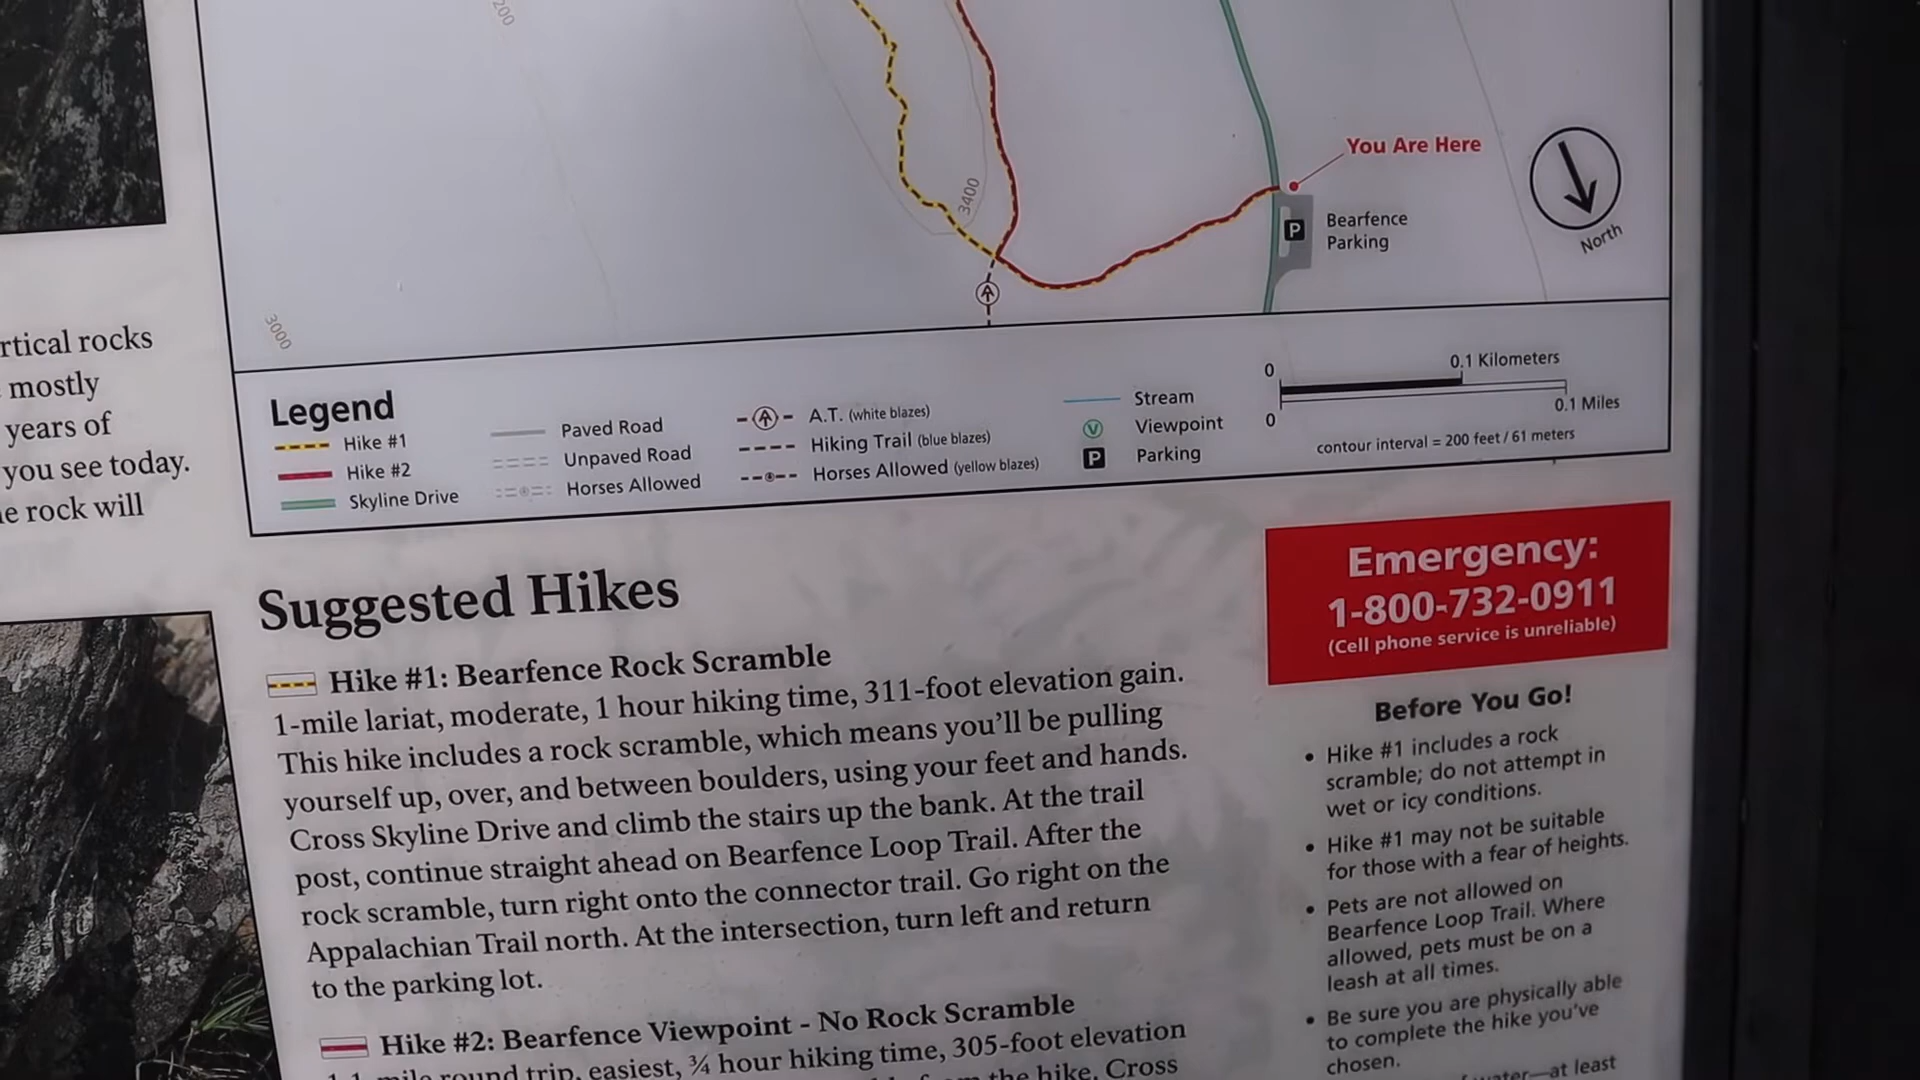 200
3400
3000
You Are Here
P
Bearfence
Parking
North
A
rtical rocks
mostly
years of
you see today.
e rock will
Legend
Hike #1
Hike #2
Skyline Drive
Paved Road
Unpaved Road
Horses Allowed
A.T. (white blazes)
Hiking Trail (blue blazes)
Horses Allowed (yellow blazes)
Stream
V Viewpoint
P Parking
0 0.1 Kilometers
0 0.1 Miles
contour interval = 200 feet / 61 meters
Suggested Hikes
Hike #1: Bearfence Rock Scramble
1-mile lariat, moderate, 1 hour hiking time, 311-foot elevation gain.
This hike includes a rock scramble, which means you'll be pulling
yourself up, over, and between boulders, using your feet and hands.
Cross Skyline Drive and climb the stairs up the bank. At the trail
post, continue straight ahead on Bearfence Loop Trail. After the
rock scramble, turn right onto the connector trail. Go right on the
Appalachian Trail north. At the intersection, turn left and return
to the parking lot.
Hike #2: Bearfence Viewpoint - No Rock Scramble
mile round trip, easiest, ¾ hour hiking time, 305-foot elevation
the hike. Cross
Emergency:
1-800-732-0911
(Cell phone service is unreliable)
Before You Go!
• Hike #1 includes a rock
scramble; do not attempt in
wet or icy conditions.
• Hike #1 may not be suitable
for those with a fear of heights.
• Pets are not allowed on
Bearfence Loop Trail. Where
allowed, pets must be on a
leash at all times.
• Be sure you are physically able
to complete the hike you've
chosen.
water—at least